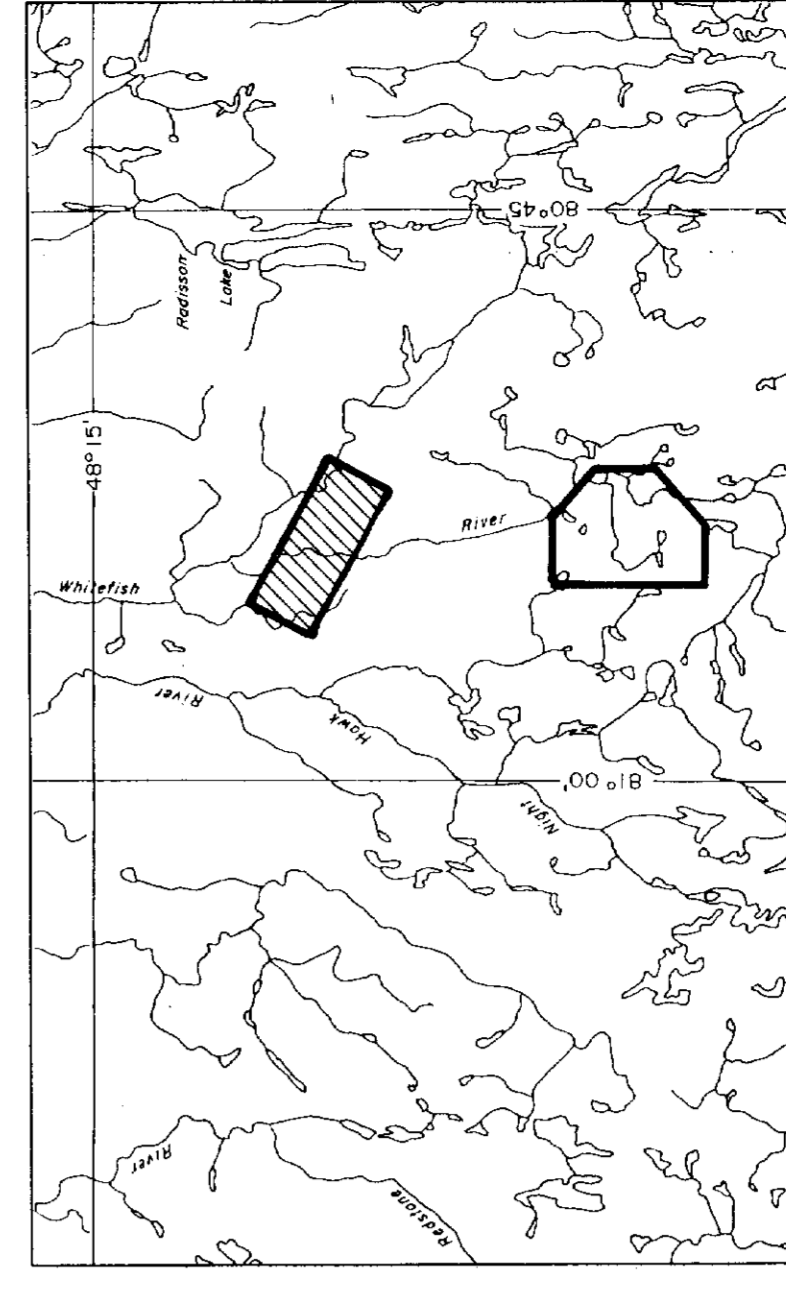 80°45'
Radisson
Lake
48° 15'
River
Whitefish
River
Hawk
81° 00'
Night
River
Redstone